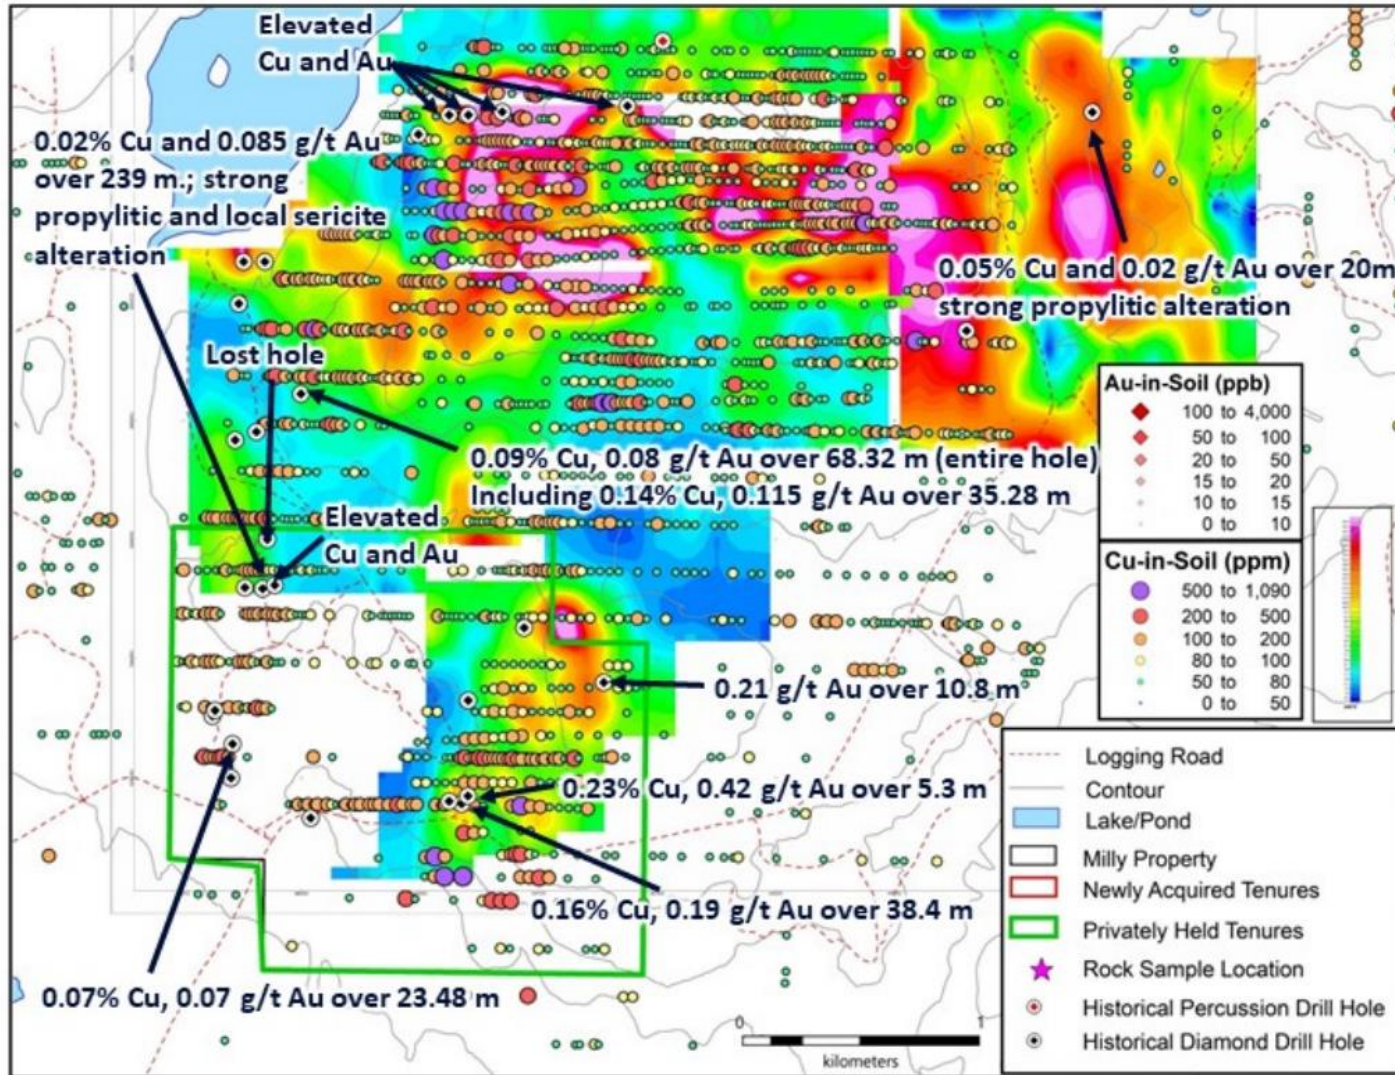 Elevated
Cu and Au
0.02% Cu and 0.085 g/t Au
over 239 m.; strong
propylitic and local sericite
alteration
0.05% Cu and 0.02 g/t Au over 20m
strong propylitic alteration
Lost hole
0.09% Cu, 0.08 g/t Au over 68.32 m (entire hole)
Including 0.14% Cu, 0.115 g/t Au over 35.28 m
Elevated
Cu and Au
0.21 g/t Au over 10.8 m
0.23% Cu, 0.42 g/t Au over 5.3 m
0.16% Cu, 0.19 g/t Au over 38.4 m
0.07% Cu, 0.07 g/t Au over 23.48 m
Au-in-Soil (ppb)
100 to 4,000
50 to 100
20 to 50
15 to 20
10 to 15
0 to 10
Cu-in-Soil (ppm)
500 to 1,090
200 to 500
100 to 200
80 to 100
50 to 80
0 to 50
Logging Road
Contour
Lake/Pond
Milly Property
Newly Acquired Tenures
Privately Held Tenures
Rock Sample Location
Historical Percussion Drill Hole
Historical Diamond Drill Hole
0 1
kilometers